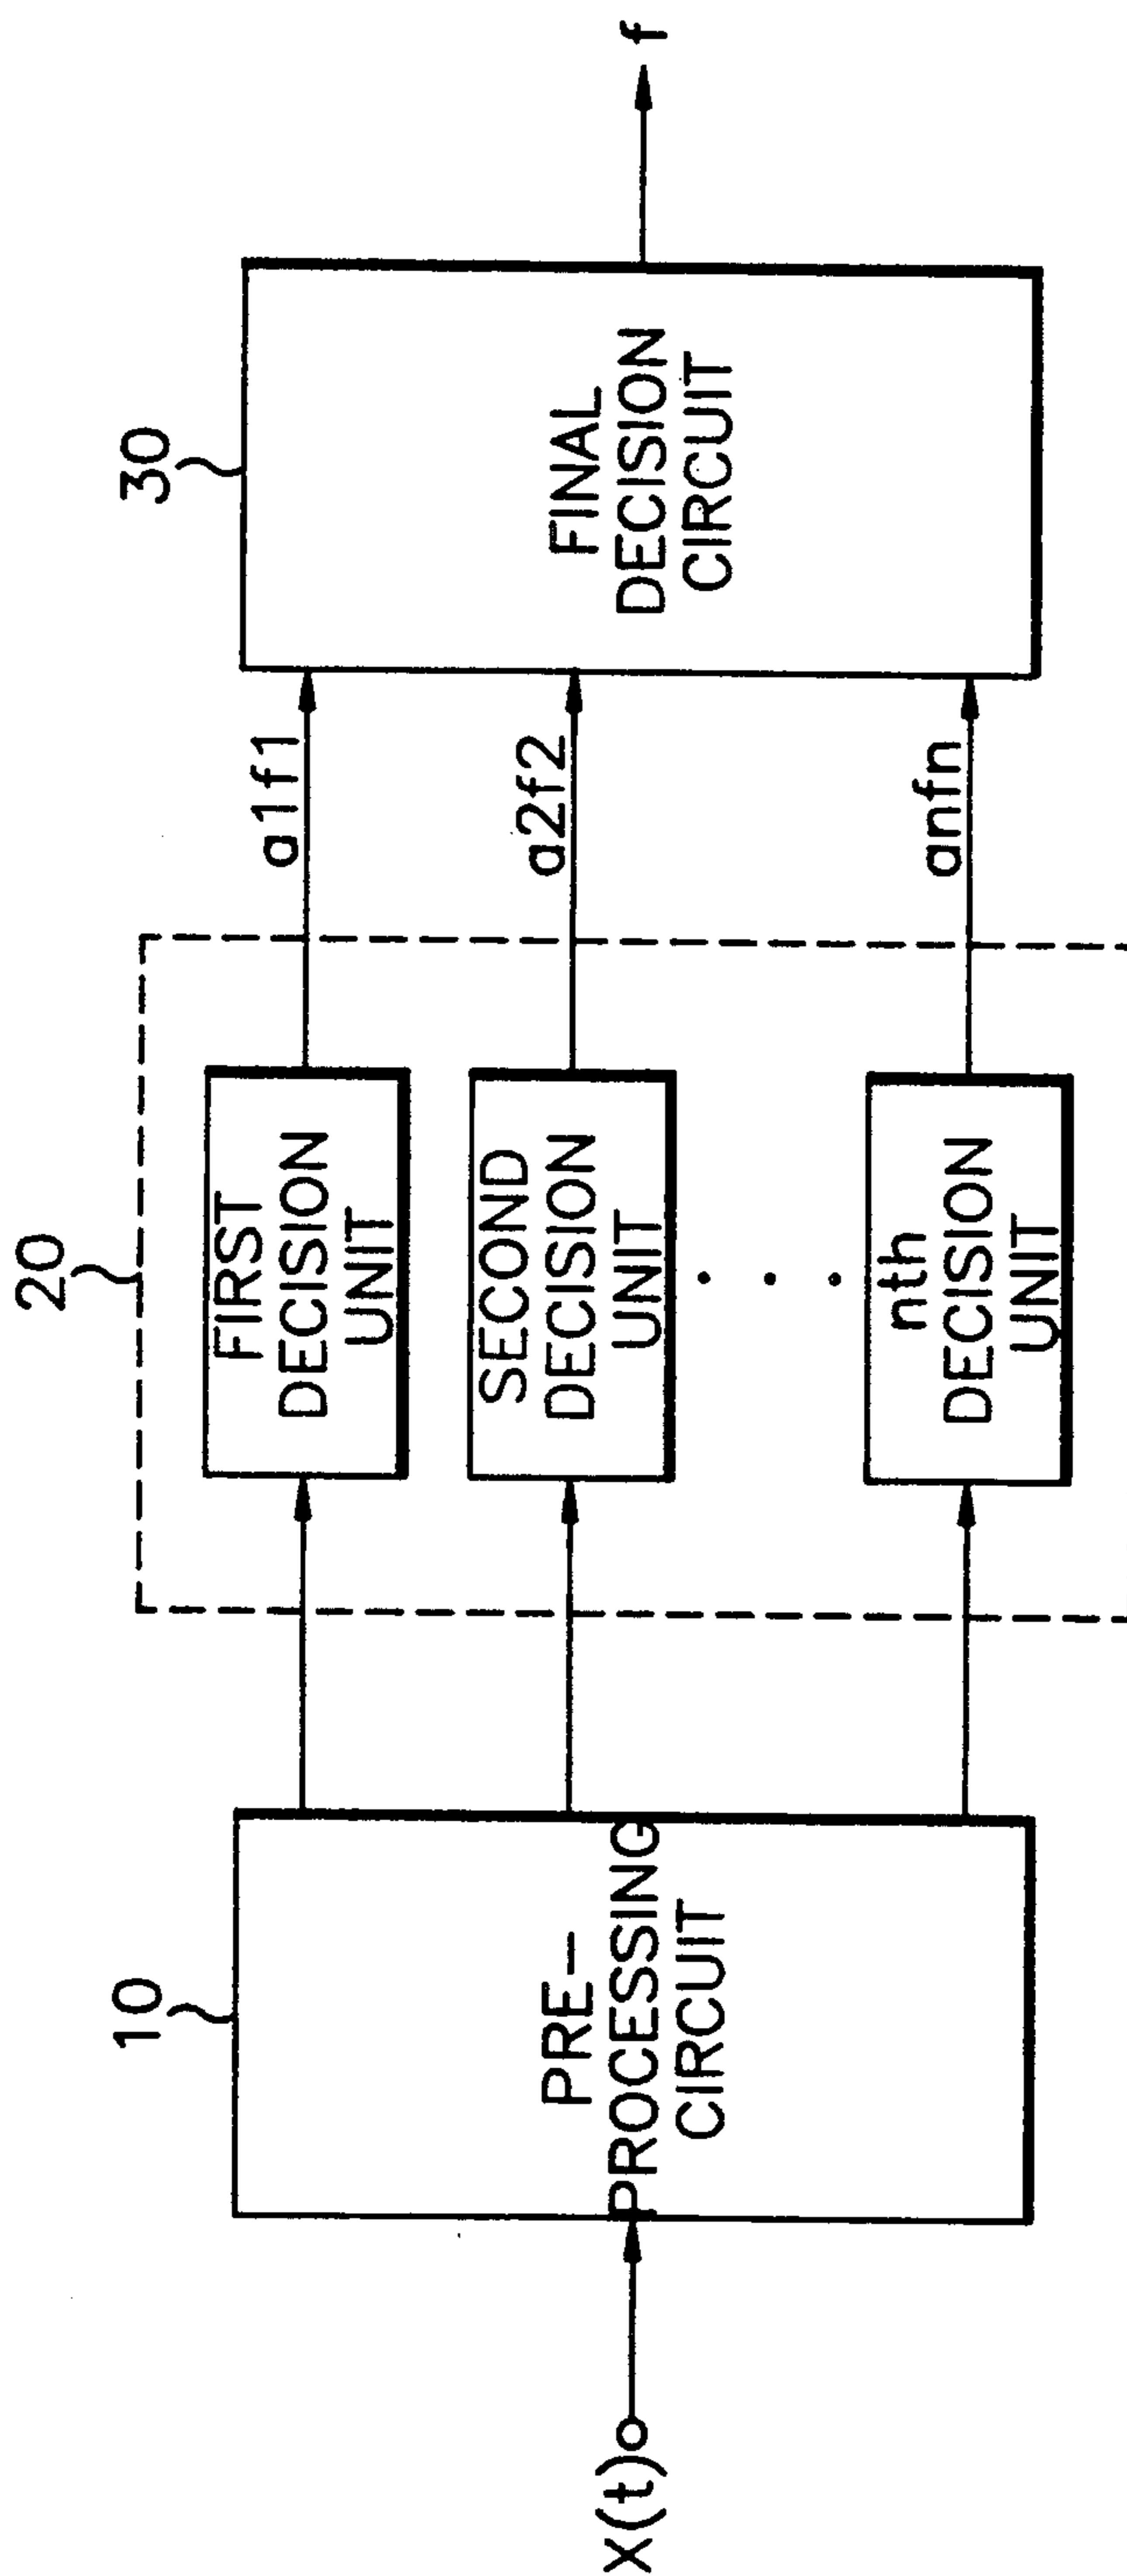 X(t)
10
PRE-
PROCESSING
CIRCUIT
20
FIRST
DECISION
UNIT
SECOND
DECISION
UNIT
. . .
nth
DECISION
UNIT
a1f1
a2f2
anfn
30
FINAL
DECISION
CIRCUIT
f